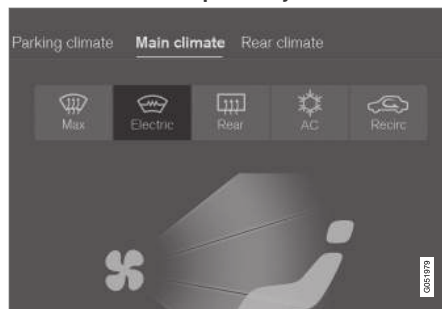 Parking climate Main climate Rear climate
Max Electric Rear AC Recirc
G051979